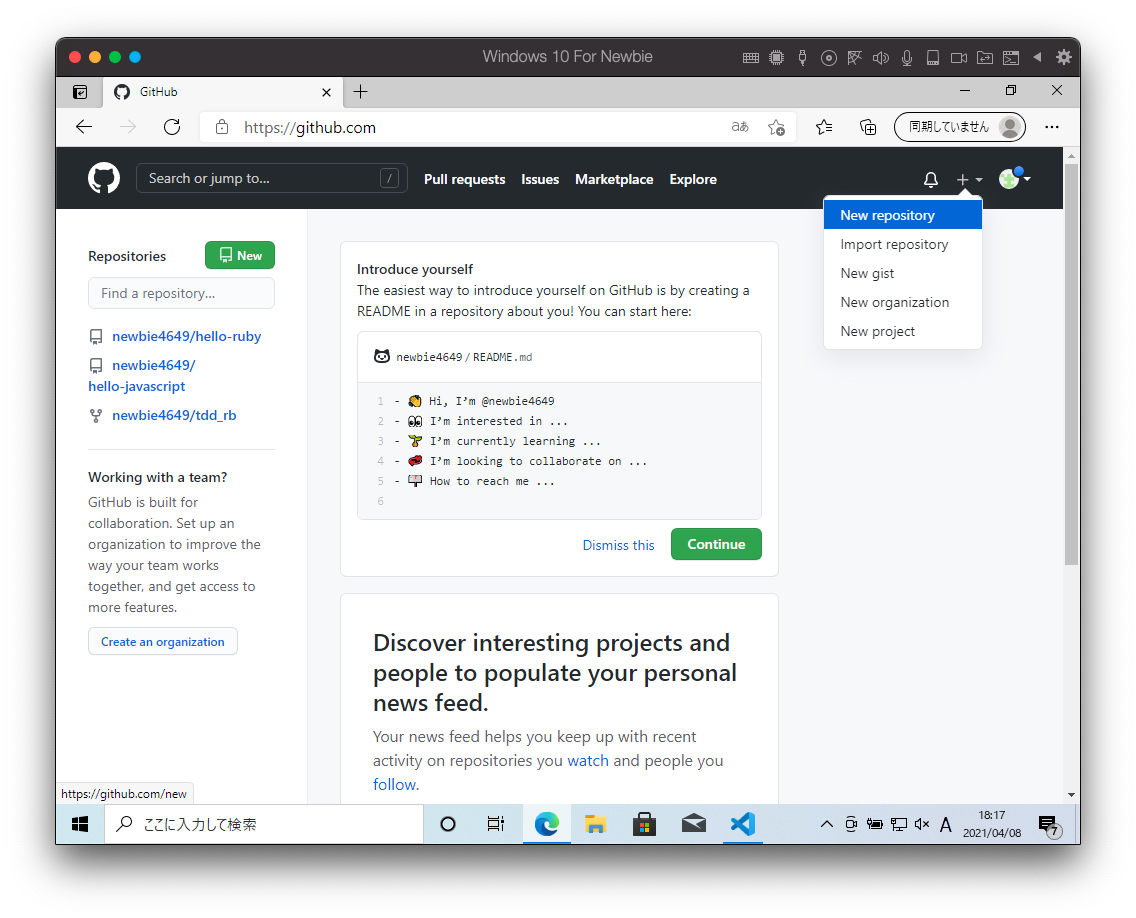 Windows 10 For Newbie
GitHub
https://github.com
aあ
同期していません
Search or jump to...
/
Pull requests
Issues
Marketplace
Explore
New repository
Import repository
New gist
New organization
New project
Repositories
New
Find a repository...
newbie4649/hello-ruby
newbie4649/
hello-javascript
newbie4649/tdd_rb
Working with a team?
GitHub is built for
collaboration. Set up an
organization to improve the
way your team works
together, and get access to
more features.
Create an organization
Introduce yourself
The easiest way to introduce yourself on GitHub is by creating a
README in a repository about you! You can start here:
newbie4649/README.md
1 - 👋 Hi, I’m @newbie4649
2 - 👀 I’m interested in ...
3 - 🌱 I’m currently learning ...
4 - 💞️ I’m looking to collaborate on ...
5 - 📫 How to reach me ...
6
Dismiss this
Continue
Discover interesting projects and
people to populate your personal
news feed.
Your news feed helps you keep up with recent
activity on repositories you watch and people you
follow.
https://github.com/new
ここに入力して検索
A
18:17
2021/04/08
7